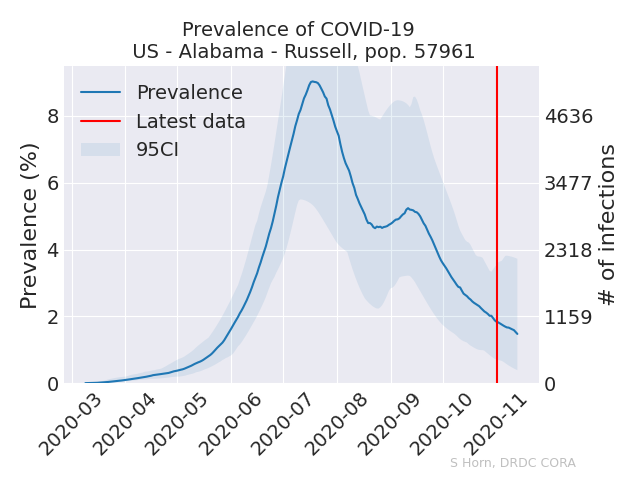 Prevalence of COVID-19
US - Alabama - Russell, pop. 57961
Prevalence
Latest data
95CI
Prevalence (%)
8
6
4
2
0
4636
3477
2318
1159
0
# of infections
2020-03
2020-04
2020-05
2020-06
2020-07
2020-08
2020-09
2020-10
2020-11
S Horn, DRDC CORA